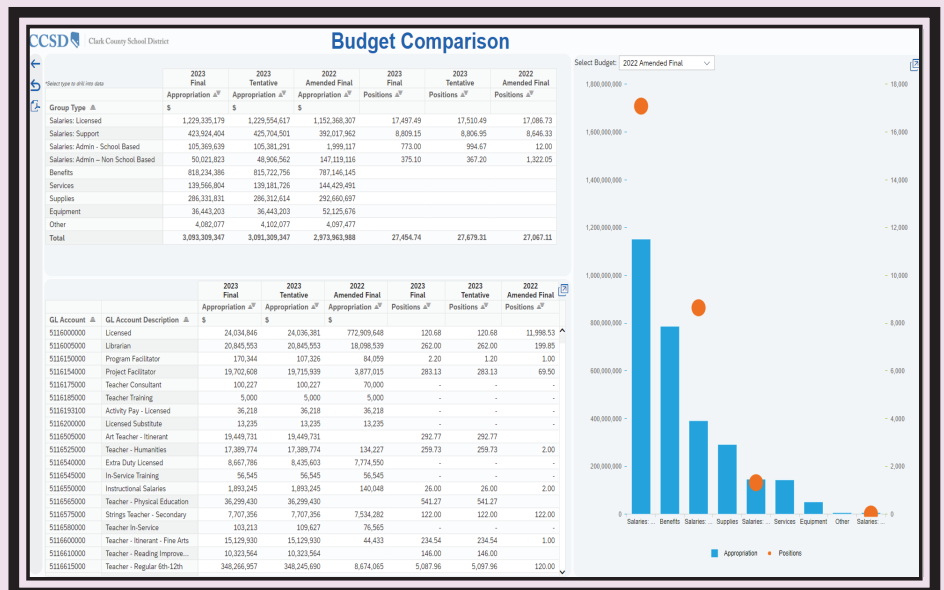 CCSD Clark County School District
Budget Comparison
Select Budget: 2022 Amended Final
*Select type to drill into data
2023 Final 2023 Tentative 2022 Amended Final 2023 Final 2023 Tentative 2022 Amended Final
Appropriation Appropriation Appropriation Positions Positions Positions
Group Type $ $ $
Salaries: Licensed 1,229,335,179 1,229,554,617 1,152,368,307 17,497.49 17,510.49 17,086.73
Salaries: Support 423,924,404 425,704,501 392,017,962 8,809.15 8,806.95 8,646.33
Salaries: Admin - School Based 105,369,639 105,381,291 1,999,117 773.00 994.67 12.00
Salaries: Admin – Non School Based 50,021,823 48,906,562 147,119,116 375.10 367.20 1,322.05
Benefits 818,234,386 815,722,756 787,146,145
Services 139,566,804 139,181,726 144,429,491
Supplies 286,331,831 286,312,614 292,660,697
Equipment 36,443,203 36,443,203 52,125,676
Other 4,082,077 4,102,077 4,097,477
Total 3,093,309,347 3,091,309,347 2,973,963,988 27,454.74 27,679.31 27,067.11
2023 Final 2023 Tentative 2022 Amended Final 2023 Final 2023 Tentative 2022 Amended Final
Appropriation Appropriation Appropriation Positions Positions Positions
GL Account GL Account Description $ $ $
5116000000 Licensed 24,034,846 24,036,381 772,909,648 120.68 120.68 11,998.53
5116005000 Librarian 20,845,553 20,845,553 18,098,539 262.00 262.00 199.85
5116150000 Program Facilitator 170,344 107,326 84,059 2.20 1.20 1.00
5116154000 Project Facilitator 19,702,608 19,715,939 3,877,015 283.13 283.13 69.50
5116175000 Teacher Consultant 100,227 100,227 70,000 - - -
5116185000 Teacher Training 5,000 5,000 5,000 - - -
5116193100 Activity Pay - Licensed 36,218 36,218 36,218 - - -
5116200000 Licensed Substitute 13,235 13,235 13,235 - - -
5116505000 Art Teacher - Itinerant 19,449,731 19,449,731 292.77 292.77
5116525000 Teacher - Humanities 17,389,774 17,389,774 134,227 259.73 259.73 2.00
5116540000 Extra Duty Licensed 8,667,786 8,435,603 7,774,550 - - -
5116545000 In-Service Training 56,545 56,545 56,545 - - -
5116550000 Instructional Salaries 1,893,245 1,893,245 140,048 26.00 26.00 2.00
5116565000 Teacher - Physical Education 36,299,430 36,299,430 541.27 541.27
5116575000 Strings Teacher - Secondary 7,707,356 7,707,356 7,534,282 122.00 122.00 122.00
5116580000 Teacher In-Service 103,213 109,627 76,565 - - -
5116600000 Teacher - Itinerant - Fine Arts 15,129,930 15,129,930 44,433 234.54 234.54 1.00
5116610000 Teacher - Reading Improve... 10,323,564 10,323,564 146.00 146.00
5116615000 Teacher - Regular 6th-12th 348,266,957 348,245,690 8,674,065 5,087.96 5,097.96 120.00
1,800,000,000 18,000
1,600,000,000 16,000
1,400,000,000 14,000
1,200,000,000 12,000
1,000,000,000 10,000
800,000,000 8,000
600,000,000 6,000
400,000,000 4,000
200,000,000 2,000
0 0
Salaries: ... Benefits Salaries: ... Supplies Salaries: ... Services Equipment Other Salaries: ...
Appropriation Positions